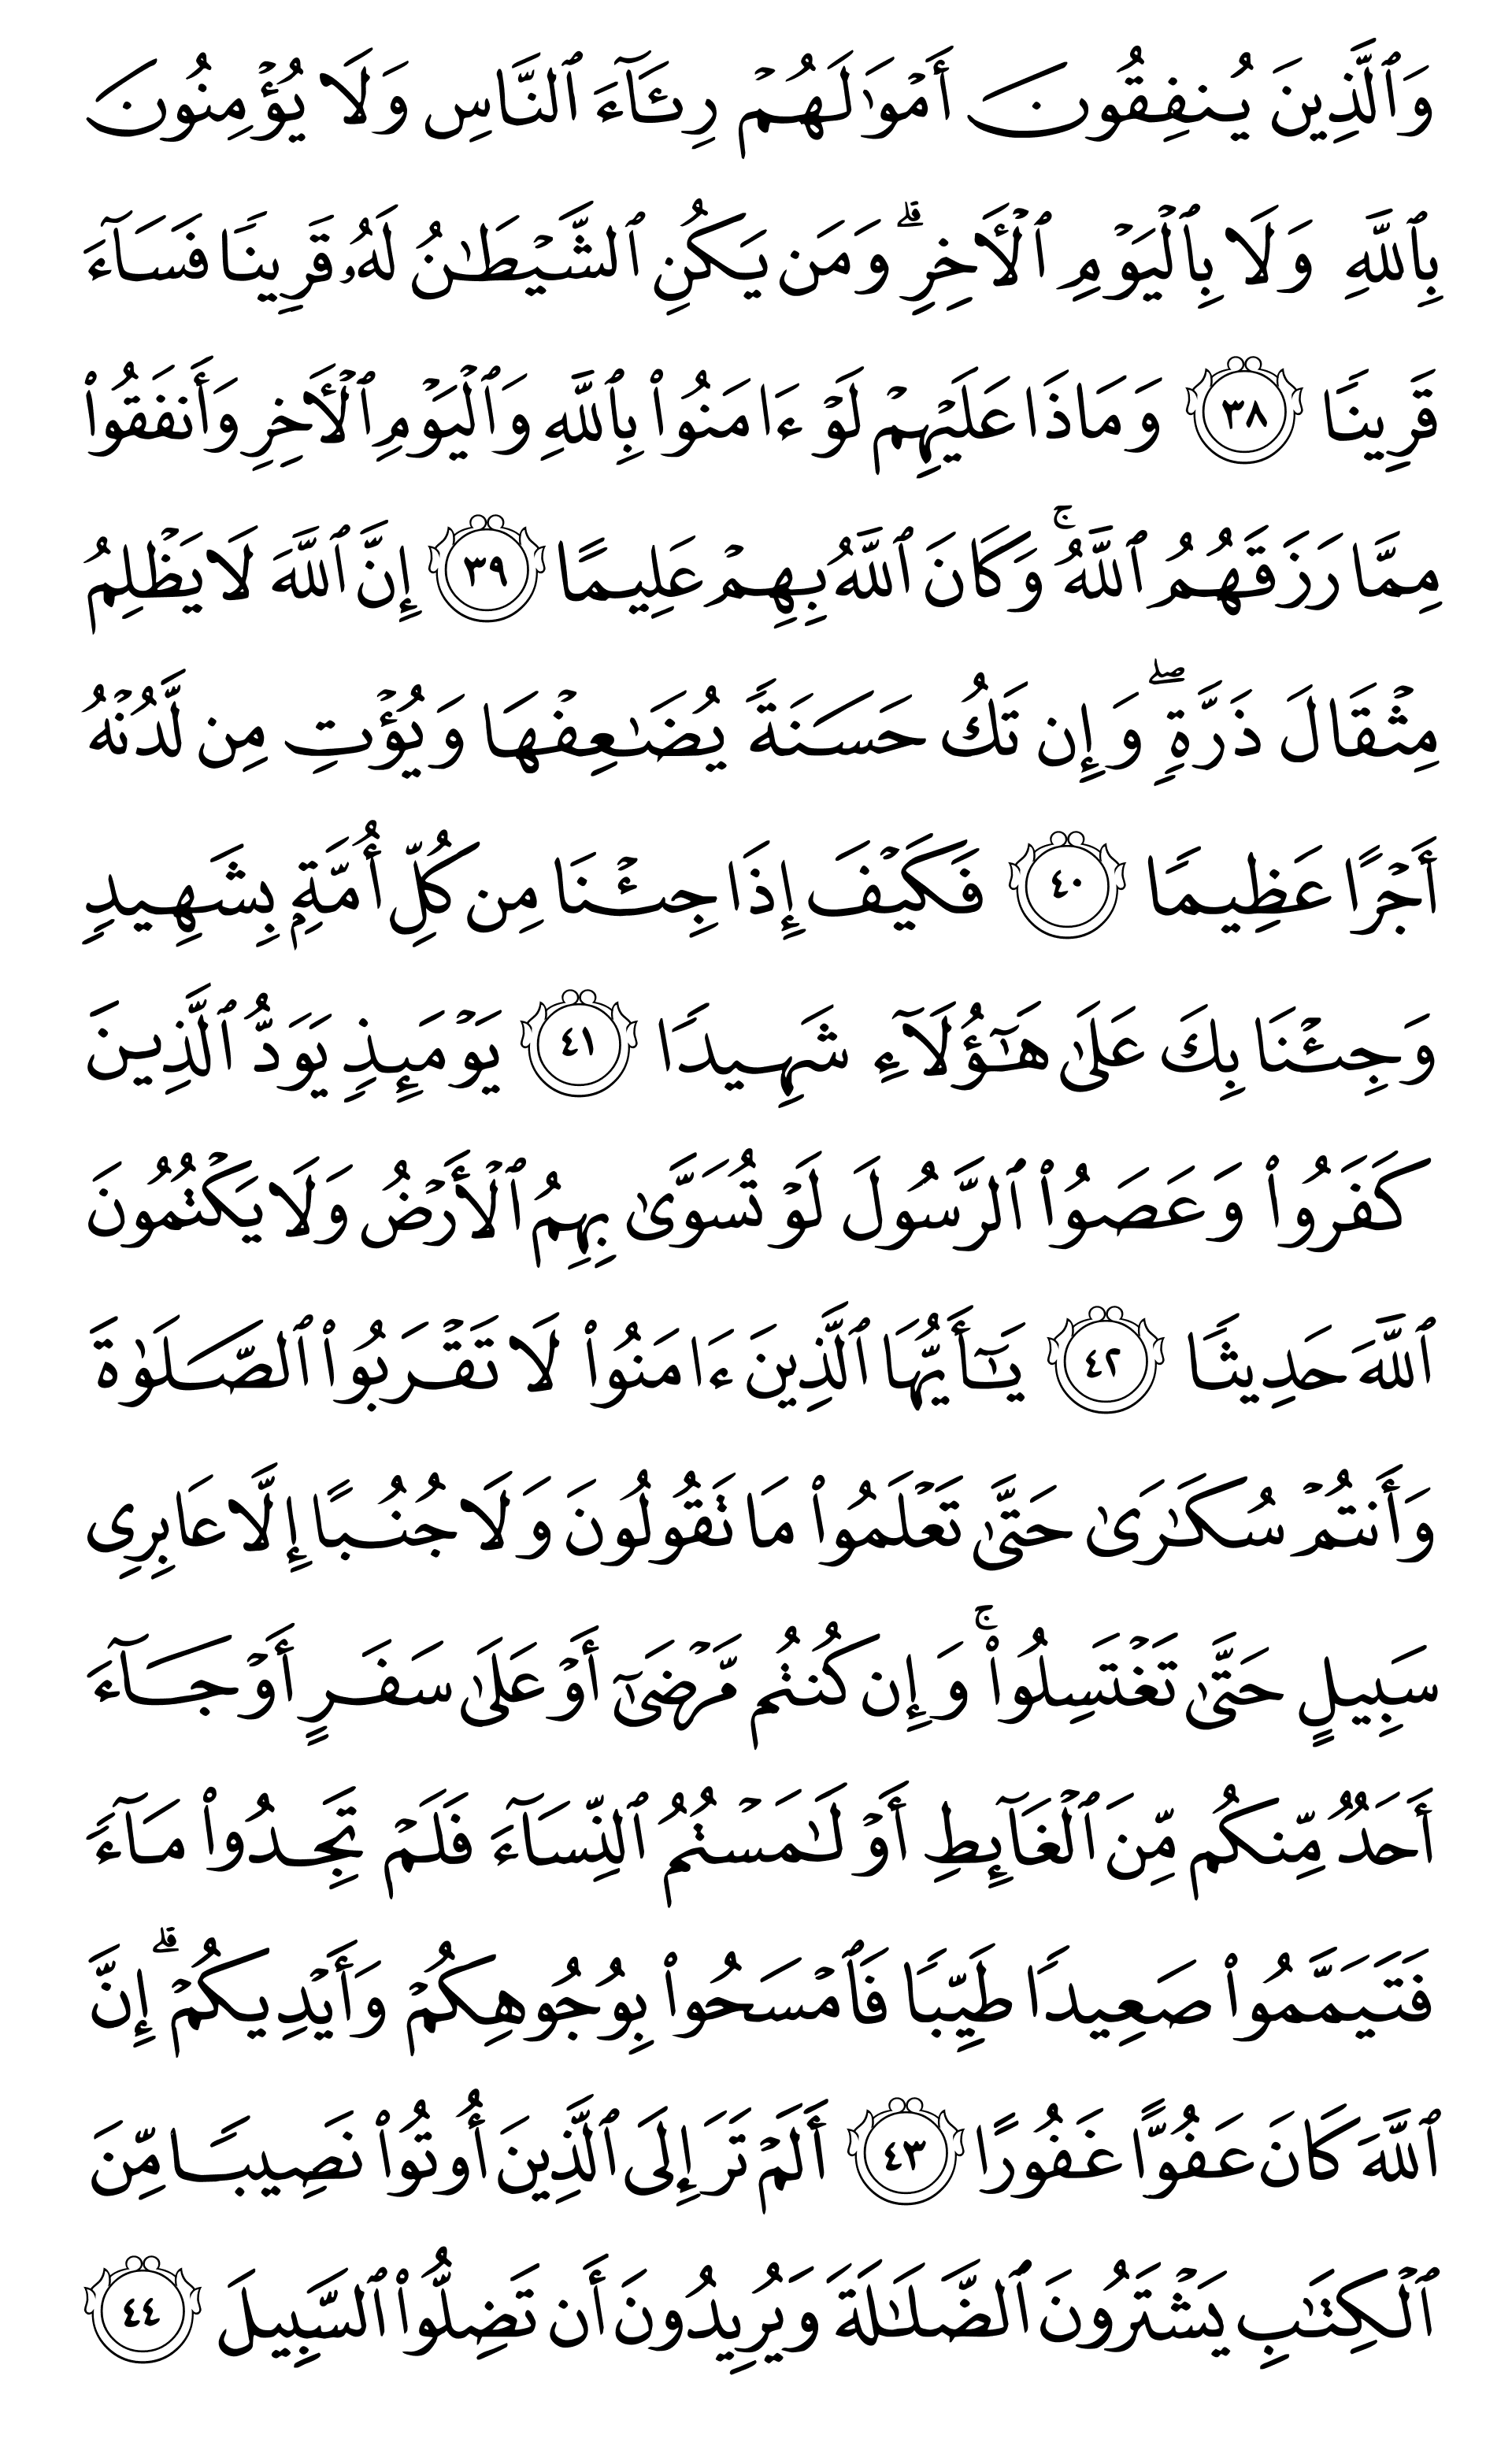 وَٱلَّذِينَ يُنفِقُونَ أَمۡوَٰلَهُمۡ رِئَآءَ ٱلنَّاسِ وَلَا يُؤۡمِنُونَ
بِٱللَّهِ وَلَا بِٱلۡيَوۡمِ ٱلۡأٓخِرِۗ وَمَن يَكُنِ ٱلشَّيۡطَٰنُ لَهُۥ قَرِينٗا فَسَآءَ
قَرِينٗا ٣٨ وَمَاذَا عَلَيۡهِمۡ لَوۡ ءَامَنُواْ بِٱللَّهِ وَٱلۡيَوۡمِ ٱلۡأٓخِرِ وَأَنفَقُواْ
مِمَّا رَزَقَهُمُ ٱللَّهُۚ وَكَانَ ٱللَّهُ بِهِمۡ عَلِيمًا ٣٩ إِنَّ ٱللَّهَ لَا يَظۡلِمُ
مِثۡقَالَ ذَرَّةٖۖ وَإِن تَكُ حَسَنَةٗ يُضَٰعِفۡهَا وَيُؤۡتِ مِن لَّدُنۡهُ
أَجۡرًا عَظِيمٗا ٤٠ فَكَيۡفَ إِذَا جِئۡنَا مِن كُلِّ أُمَّةِۭ بِشَهِيدٖ
وَجِئۡنَا بِكَ عَلَىٰ هَٰٓؤُلَآءِ شَهِيدٗا ٤١ يَوۡمَئِذٖ يَوَدُّ ٱلَّذِينَ
كَفَرُواْ وَعَصَوُاْ ٱلرَّسُولَ لَوۡ تُسَوَّىٰ بِهِمُ ٱلۡأَرۡضُ وَلَا يَكۡتُمُونَ
ٱللَّهَ حَدِيثٗا ٤٢ يَٰٓأَيُّهَا ٱلَّذِينَ ءَامَنُواْ لَا تَقۡرَبُواْ ٱلصَّلَوٰةَ
وَأَنتُمۡ سُكَٰرَىٰ حَتَّىٰ تَعۡلَمُواْ مَا تَقُولُونَ وَلَا جُنُبًا إِلَّا عَابِرِي
سَبِيلٍ حَتَّىٰ تَغۡتَسِلُواْۚ وَإِن كُنتُم مَّرۡضَىٰٓ أَوۡ عَلَىٰ سَفَرٍ أَوۡ جَآءَ
أَحَدٞ مِّنكُم مِّنَ ٱلۡغَآئِطِ أَوۡ لَٰمَسۡتُمُ ٱلنِّسَآءَ فَلَمۡ تَجِدُواْ مَآءٗ
فَتَيَمَّمُواْ صَعِيدٗا طَيِّبٗا فَٱمۡسَحُواْ بِوُجُوهِكُمۡ وَأَيۡدِيكُمۡۗ إِنَّ
ٱللَّهَ كَانَ عَفُوًّا غَفُورًا ٤٣ أَلَمۡ تَرَ إِلَى ٱلَّذِينَ أُوتُواْ نَصِيبٗا مِّنَ
ٱلۡكِتَٰبِ يَشۡتَرُونَ ٱلضَّلَٰلَةَ وَيُرِيدُونَ أَن تَضِلُّواْ ٱلسَّبِيلَ ٤٤